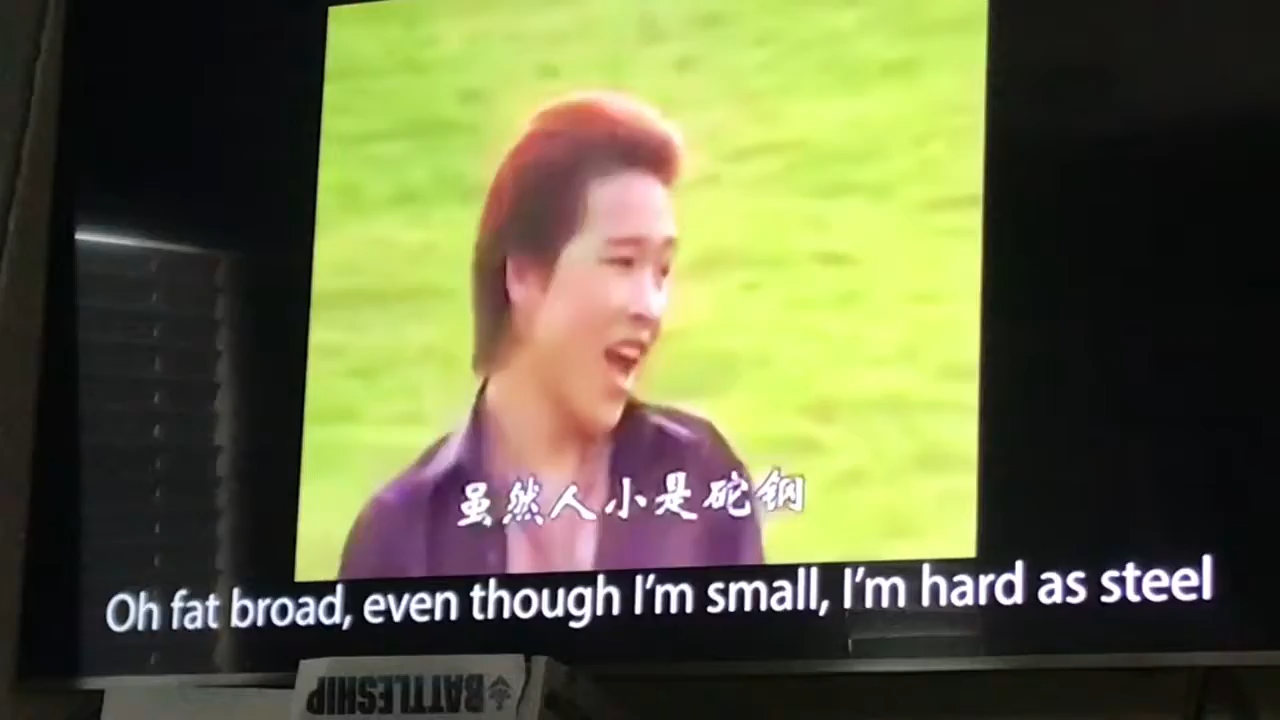 虽然人小是砣钢
Oh fat broad, even though I'm small, I'm hard as steel
BATTLESHIP